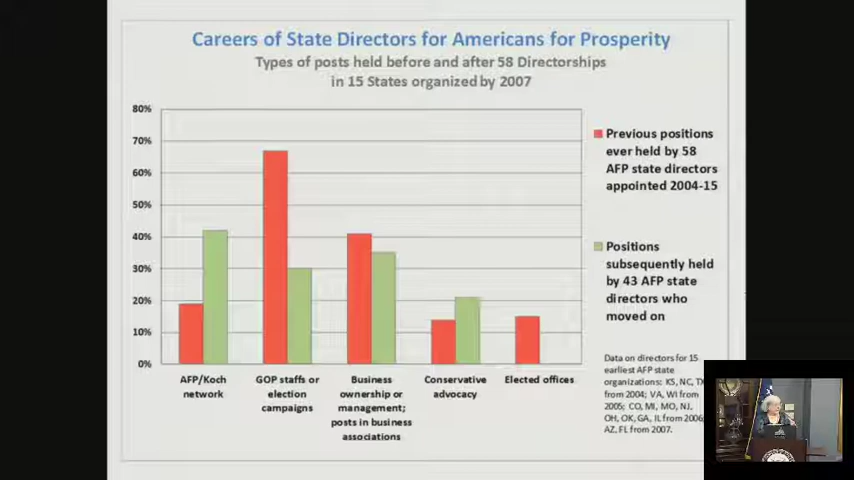 Careers of State Directors for Americans for Prosperity
Types of posts held before and after 58 Directorships
in 15 States organized by 2007
80%
70%
60%
50%
40%
30%
20%
10%
0%
AFP/Koch
network
GOP staffs or
election
campaigns
Business
ownership or
management;
posts in business
associations
Conservative
advocacy
Elected offices
Previous positions
ever held by 58
AFP state directors
appointed 2004-15
Positions
subsequently held
by 43 AFP state
directors who
moved on
Data on directors for 15
earliest AFP state
organizations: KS, NC, TX
from 2004; VA, WI from
2005; CO, MI, MO, NJ,
OH, OK, GA, IL from 2006;
AZ, FL from 2007.